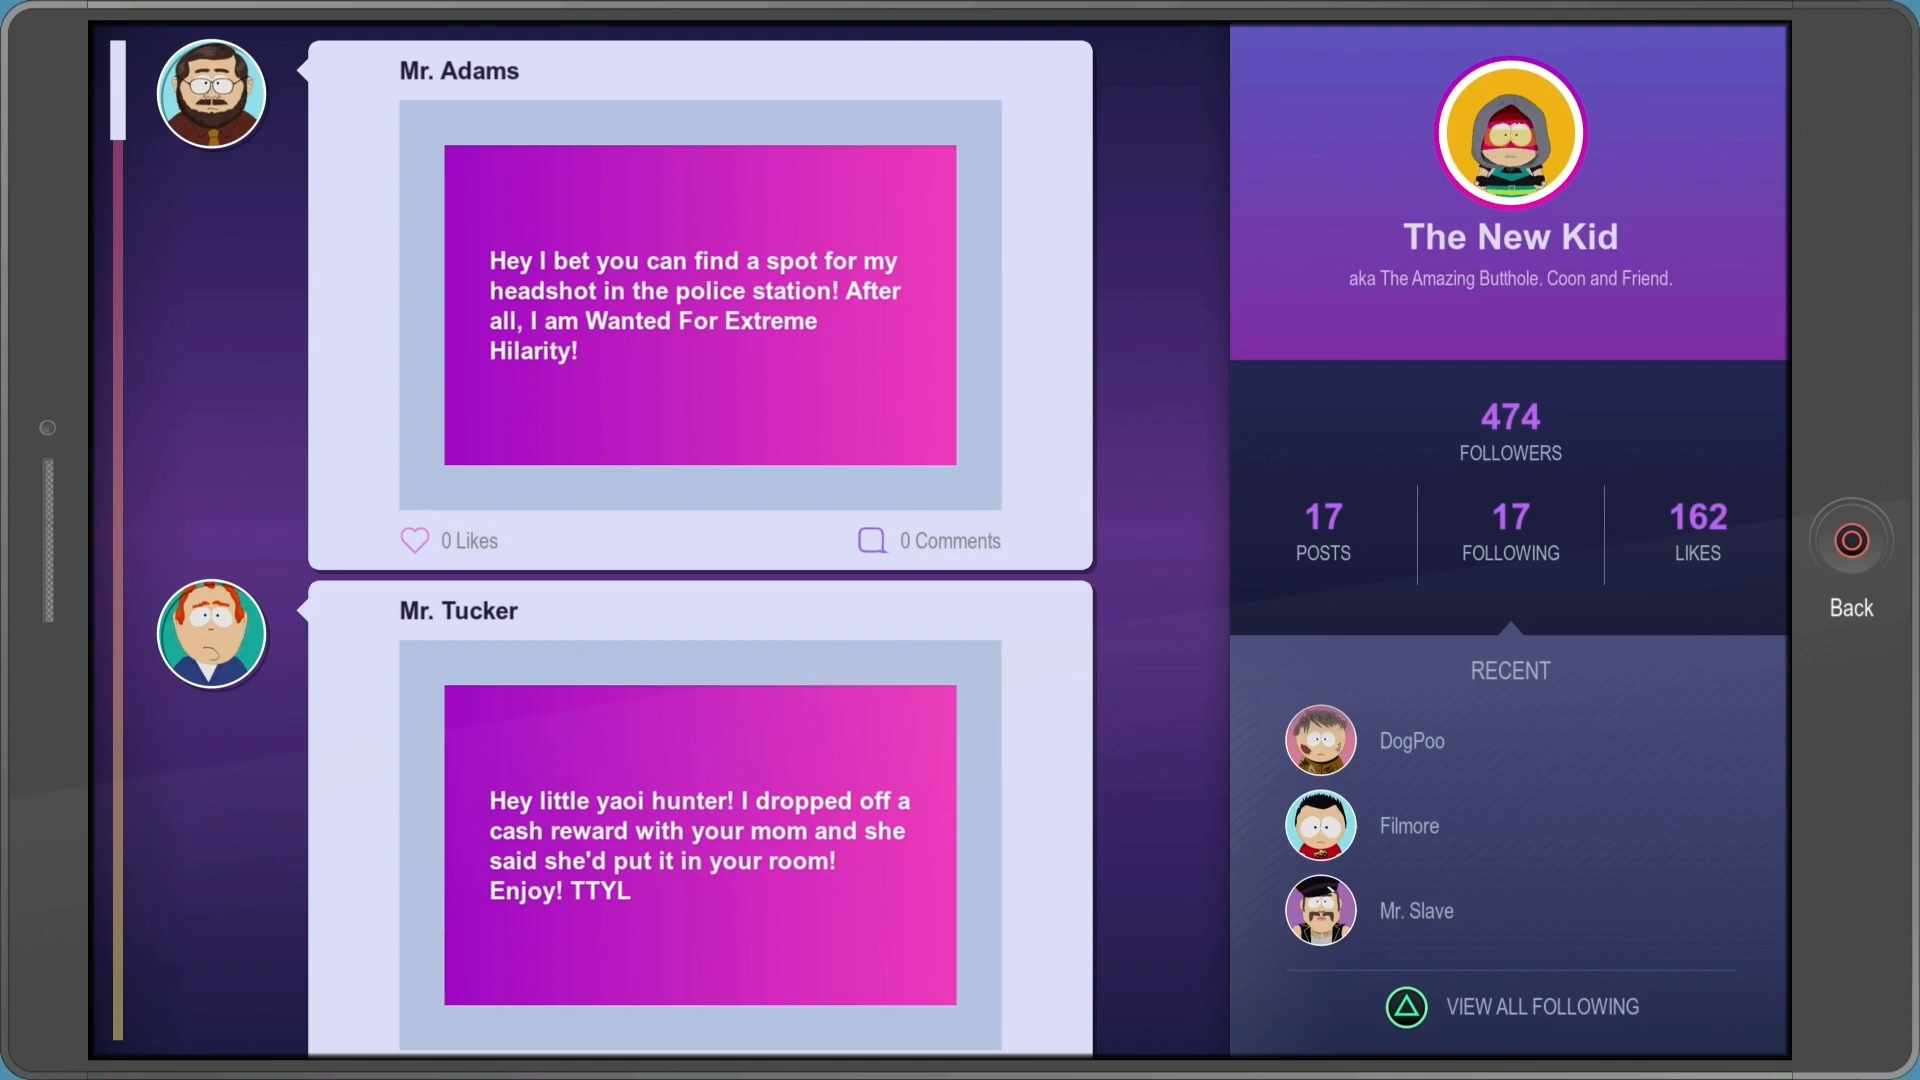 Mr. Adams
Hey I bet you can find a spot for my
headshot in the police station! After
all, I am Wanted For Extreme
Hilarity!
0 Likes
0 Comments
Mr. Tucker
Hey little yaoi hunter! I dropped off a
cash reward with your mom and she
said she'd put it in your room!
Enjoy! TTYL
The New Kid
aka The Amazing Butthole. Coon and Friend.
474
FOLLOWERS
17
POSTS
17
FOLLOWING
162
LIKES
RECENT
DogPoo
Filmore
Mr. Slave
VIEW ALL FOLLOWING
Back